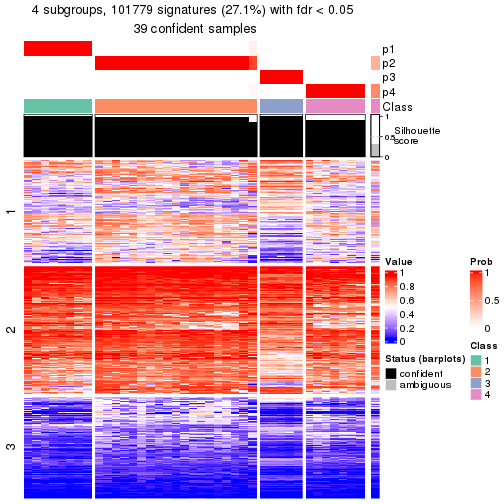 4 subgroups, 101779 signatures (27.1%) with fdr < 0.05
39 confident samples
p1
p2
p3
p4
Class
1
0.5
0
Silhouette
score
1
2
3
Value
1
0.8
0.6
0.4
0.2
0
Prob
1
0.5
0
Status (barplots)
confident
ambiguous
Class
1
2
3
4